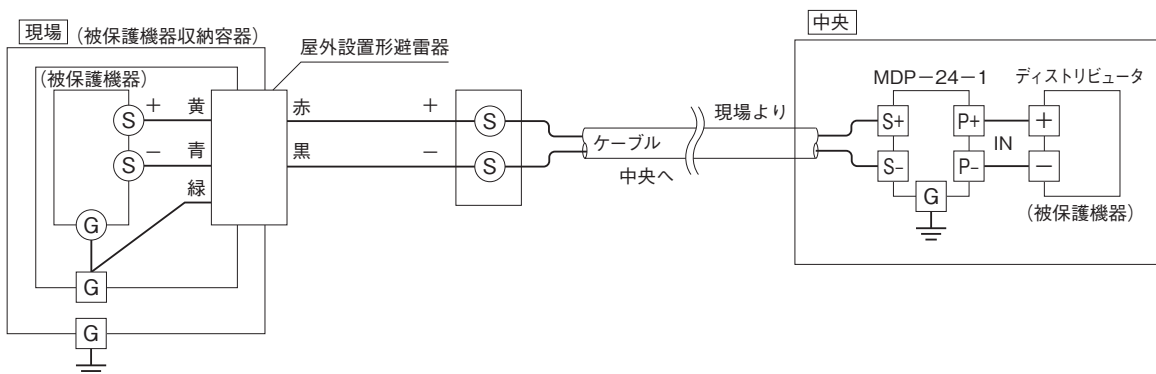 現場 (被保護機器収納容器)
屋外設置形避雷器
(被保護機器)
S + 黄
赤 + S
S − 青
黒 − S
緑
G
G
G
ケーブル
現場より
中央へ
中央
MDP−24−1 ディストリビュータ
S+ P+ +
IN
S− P− −
G
(被保護機器)